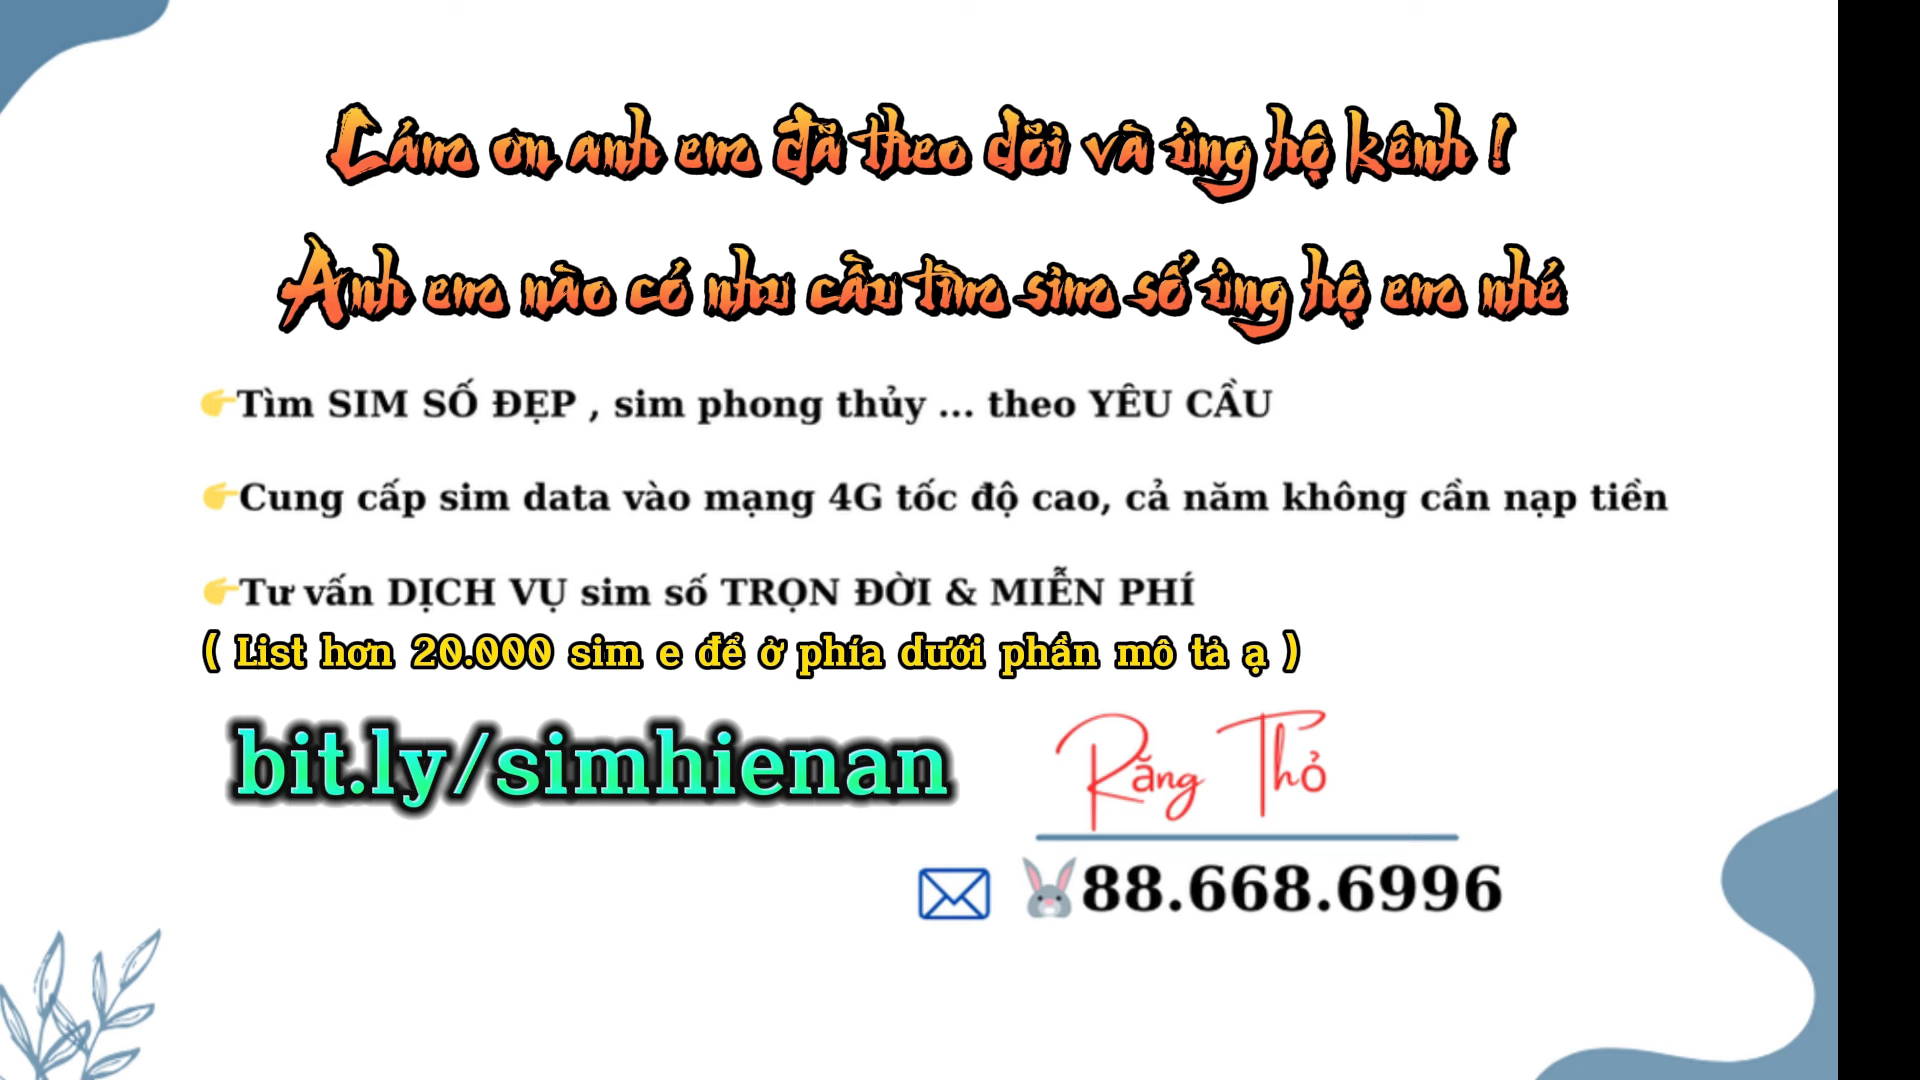 Cám ơn anh em đã theo dõi và ủng hộ kênh !
Anh em nào có nhu cầu tìm sim số ủng hộ em nhé
👉Tìm SIM SỐ ĐẸP , sim phong thủy ... theo YÊU CẦU
👉Cung cấp sim data vào mạng 4G tốc độ cao, cả năm không cần nạp tiền
👉Tư vấn DỊCH VỤ sim số TRỌN ĐỜI & MIỄN PHÍ
( List hơn 20.000 sim e để ở phía dưới phần mô tả ạ )
bit.ly/simhienan
Răng Thỏ
88.668.6996